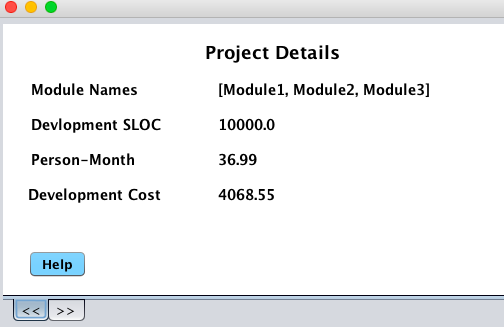 Project Details
Module Names [Module1, Module2, Module3]
Devlopment SLOC 10000.0
Person-Month 36.99
Development Cost 4068.55
Help
<< >>